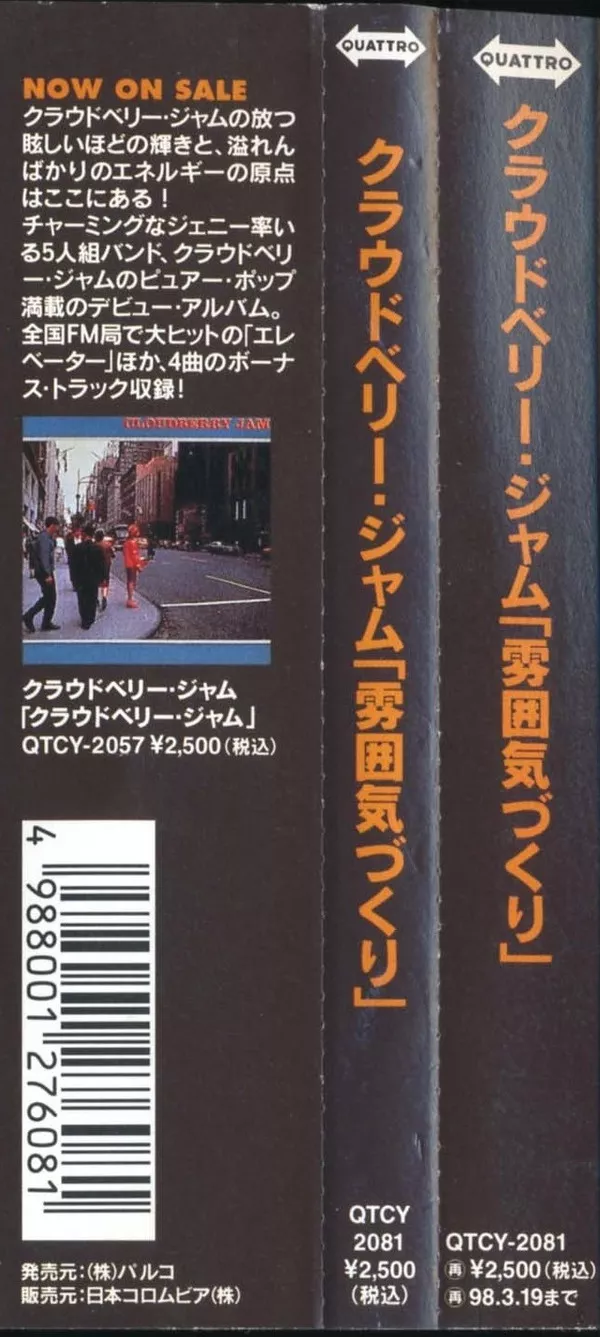 NOW ON SALE
クラウドベリー・ジャムの放つ
眩しいほどの輝きと、溢れん
ばかりのエネルギーの原点
はここにある！
チャーミングなジェニー率い
る5人組バンド、クラウドベリ
ー・ジャムのピュアー・ポップ
満載のデビュー・アルバム。
全国FM局で大ヒットの「エレ
ベーター」ほか、4曲のボーナ
ス・トラック収録！
CLOUDBERRY JAM
クラウドベリー・ジャム
「クラウドベリー・ジャム」
QTCY-2057 ¥2,500（税込）
4 988001 276081
発売元：（株）パルコ
販売元：日本コロムビア（株）
QUATTRO
クラウドベリー・ジャム「雰囲気づくり」
QTCY
2081
¥2,500
（税込）
QUATTRO
クラウドベリー・ジャム「雰囲気づくり」
QTCY-2081
㊞¥2,500（税込）
㊞98.3.19まで